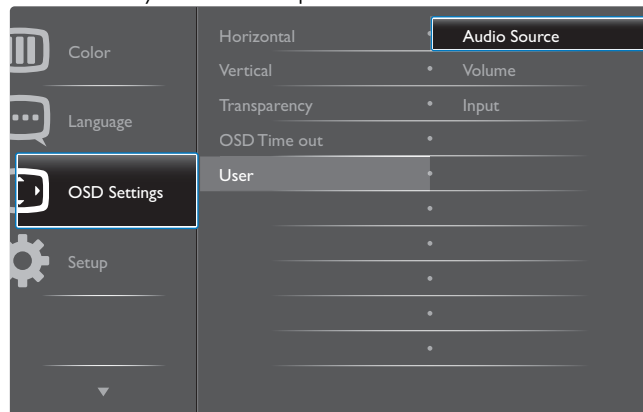 Color
Language
OSD Settings
Setup
Horizontal
Vertical
Transparency
OSD Time out
User
Audio Source
Volume
Input